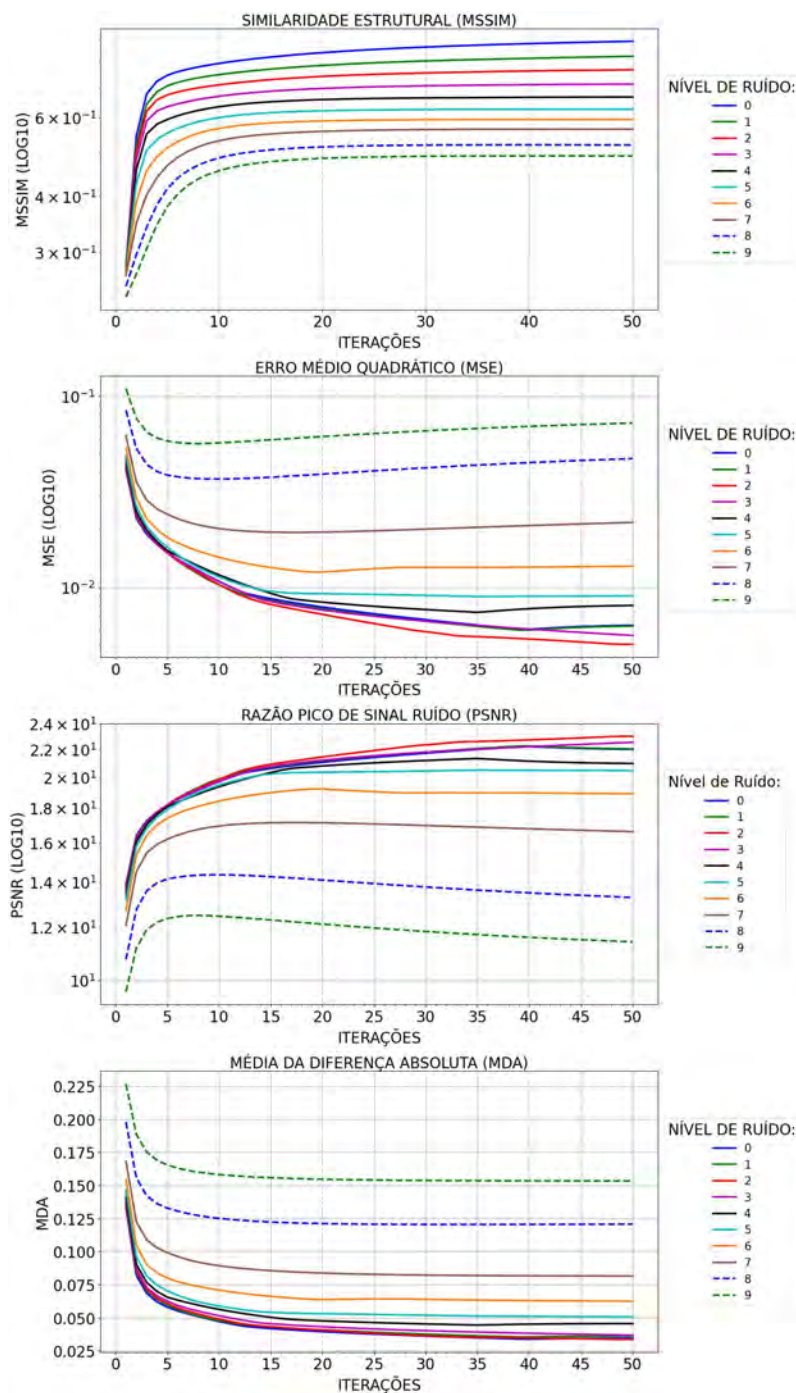 SIMILARIDADE ESTRUTURAL (MSSIM)
MSSIM (LOG10)
6 × 10⁻¹
4 × 10⁻¹
3 × 10⁻¹
0 10 20 30 40 50
ITERAÇÕES
NÍVEL DE RUÍDO:
0
1
2
3
4
5
6
7
8
9
ERRO MÉDIO QUADRÁTICO (MSE)
MSE (LOG10)
10⁻¹
10⁻²
0 5 10 15 20 25 30 35 40 45 50
ITERAÇÕES
NÍVEL DE RUÍDO:
0
1
2
3
4
5
6
7
8
9
RAZÃO PICO DE SINAL RUÍDO (PSNR)
PSNR (LOG10)
2.4 × 10¹
2.2 × 10¹
2 × 10¹
1.8 × 10¹
1.6 × 10¹
1.4 × 10¹
1.2 × 10¹
10¹
0 5 10 15 20 25 30 35 40 45 50
ITERAÇÕES
Nível de Ruído:
0
1
2
3
4
5
6
7
8
9
MÉDIA DA DIFERENÇA ABSOLUTA (MDA)
MDA
0.225
0.200
0.175
0.150
0.125
0.100
0.075
0.050
0.025
0 5 10 15 20 25 30 35 40 45 50
ITERAÇÕES
NÍVEL DE RUÍDO:
0
1
2
3
4
5
6
7
8
9